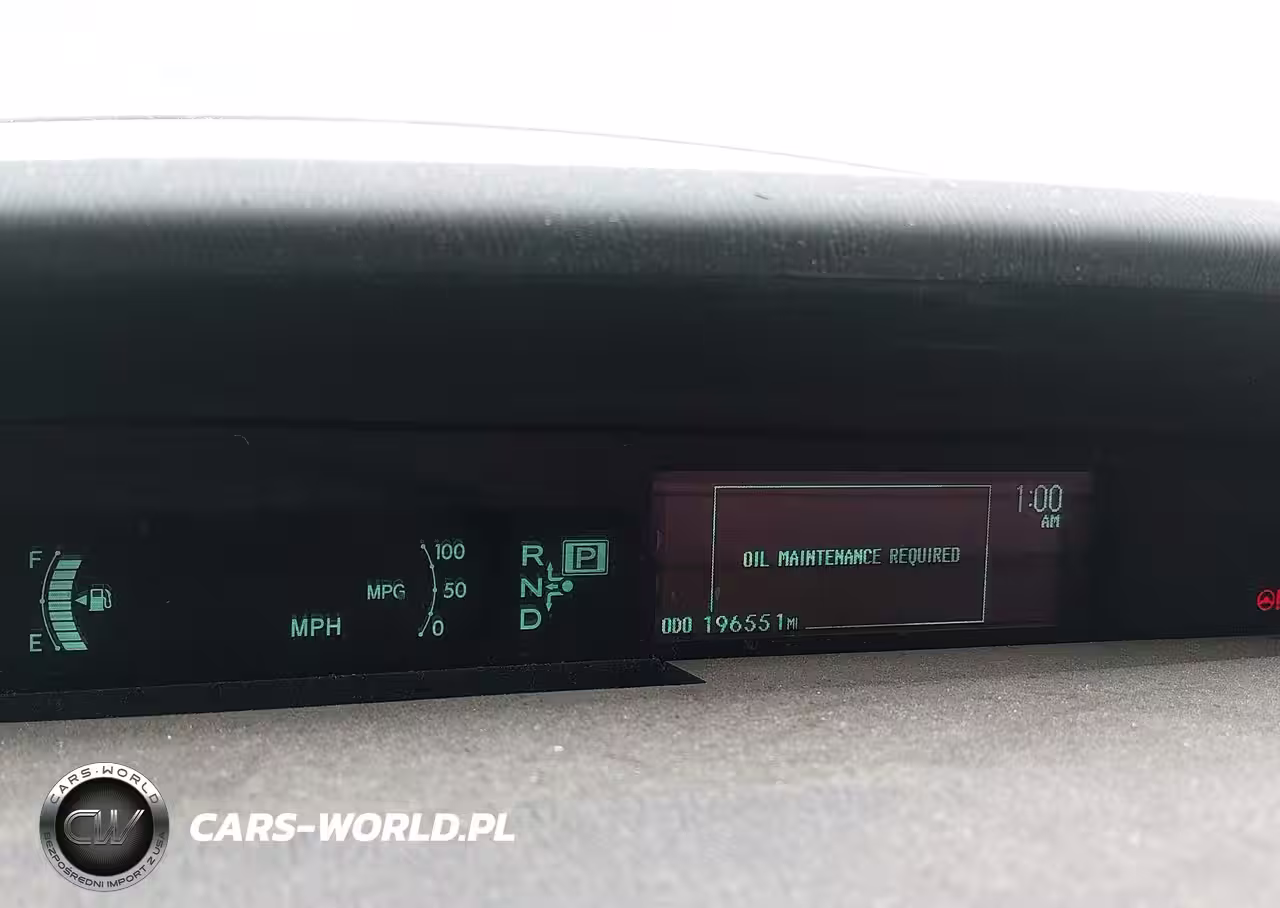 1:00
AM
F
100
R P
OIL MAINTENANCE REQUIRED
MPG
50
N
E
MPH
0
D
ODO 196551 MI
CARS-WORLD
CW
BEZPOŚREDNI IMPORT Z USA
CARS-WORLD.PL